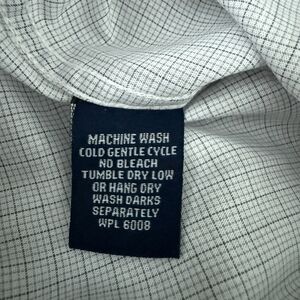 MACHINE WASH
COLD GENTLE CYCLE
NO BLEACH
TUMBLE DRY LOW
OR HANG DRY
WASH DARKS
SEPARATELY
WPL 6008